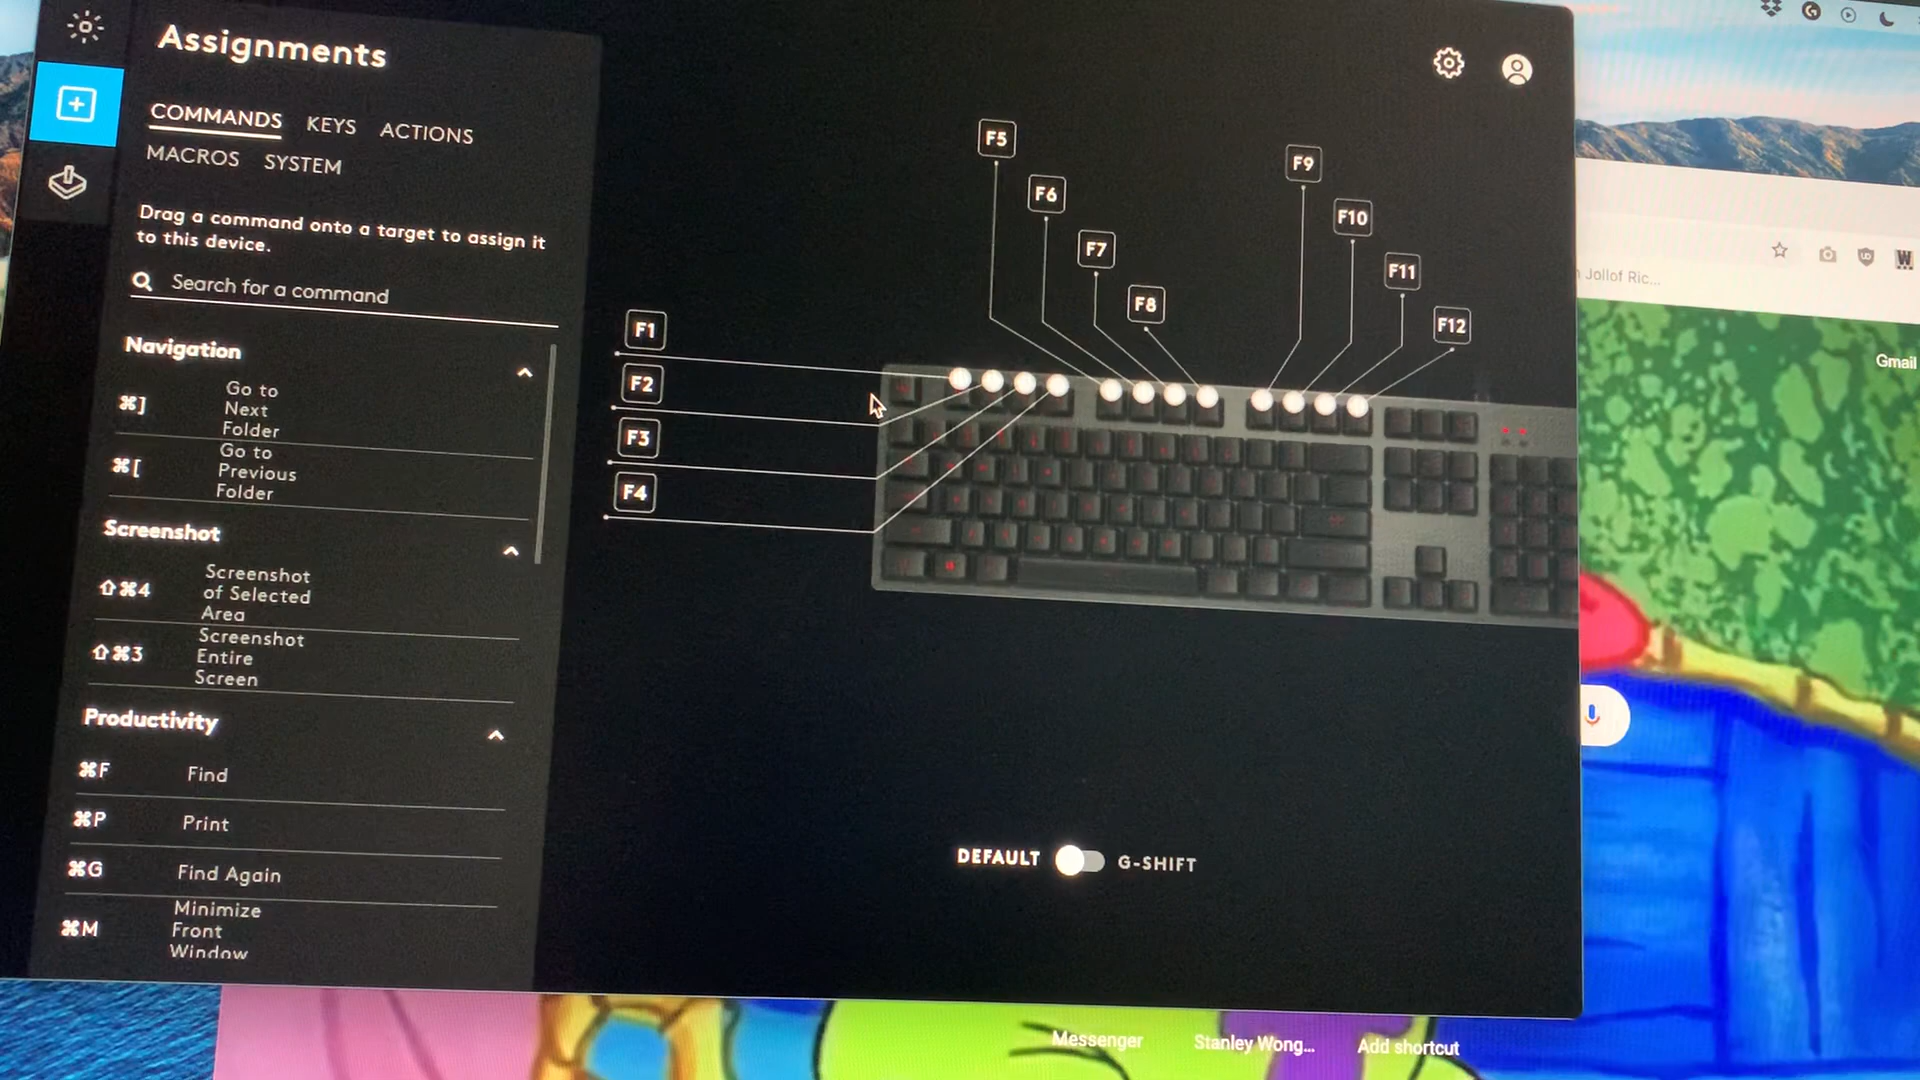 Assignments
COMMANDS KEYS ACTIONS
MACROS SYSTEM
Drag a command onto a target to assign it
to this device.
Search for a command
Navigation
⌘] Go to
Next
Folder
⌘[ Go to
Previous
Folder
Screenshot
⇧⌘4 Screenshot
of Selected
Area
⇧⌘3 Screenshot
Entire
Screen
Productivity
⌘F Find
⌘P Print
⌘G Find Again
⌘M Minimize
Front
Window
F1
F2
F3
F4
F5
F6
F7
F8
F9
F10
F11
F12
DEFAULT G-SHIFT
Jollof Ric...
Gmail
Messenger Stanley Wong... Add shortcut